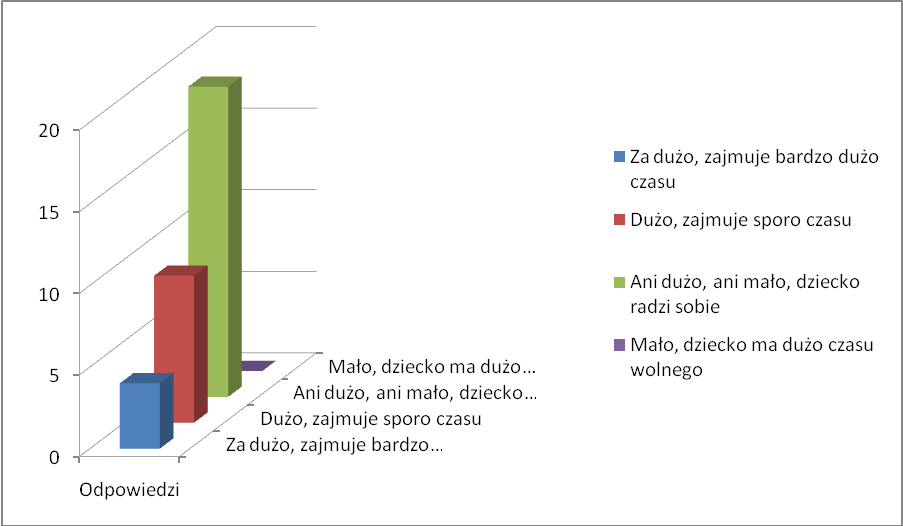 20
15
10
5
0
Odpowiedzi
Mało, dziecko ma dużo...
Ani dużo, ani mało, dziecko...
Dużo, zajmuje sporo czasu
Za dużo, zajmuje bardzo...
Za dużo, zajmuje bardzo dużo
czasu
Dużo, zajmuje sporo czasu
Ani dużo, ani mało, dziecko
radzi sobie
Mało, dziecko ma dużo czasu
wolnego